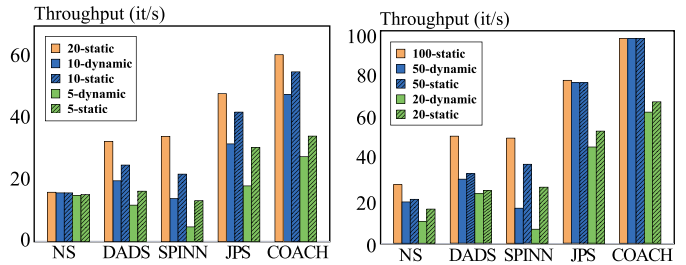 Throughput (it/s)
60
40
20
0
20-static
10-dynamic
10-static
5-dynamic
5-static
NS DADS SPINN JPS COACH
Throughput (it/s)
100
80
60
40
20
0
100-static
50-dynamic
50-static
20-dynamic
20-static
NS DADS SPINN JPS COACH